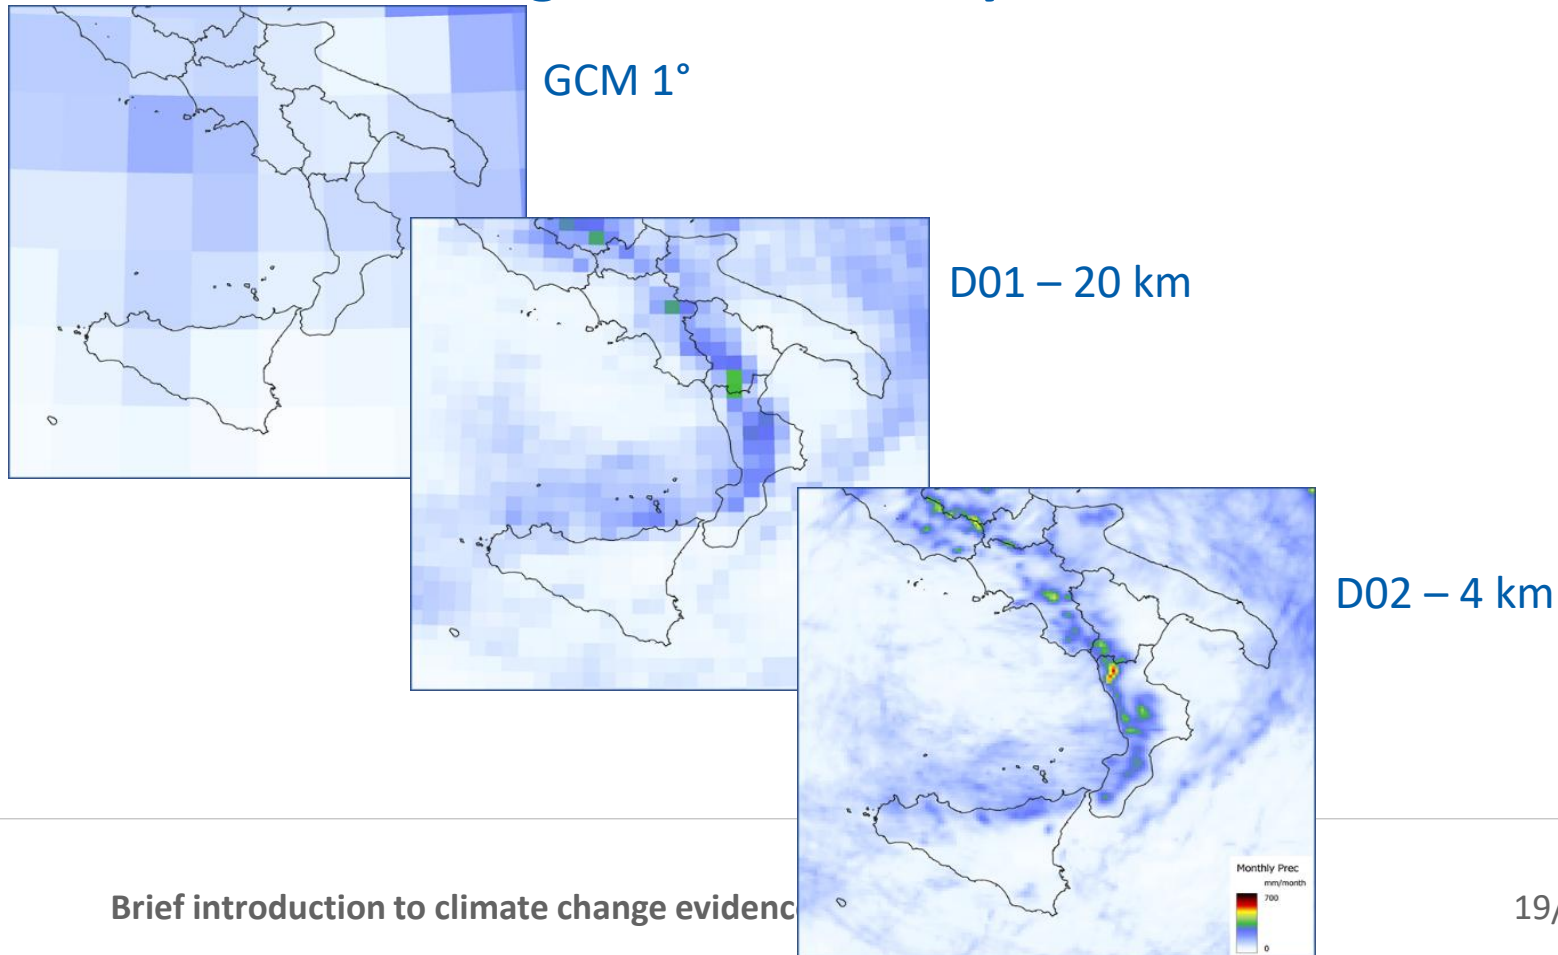 GCM 1°
D01 – 20 km
D02 – 4 km
Monthly Prec
mm/month
700
0
Brief introduction to climate change evidenc
19/